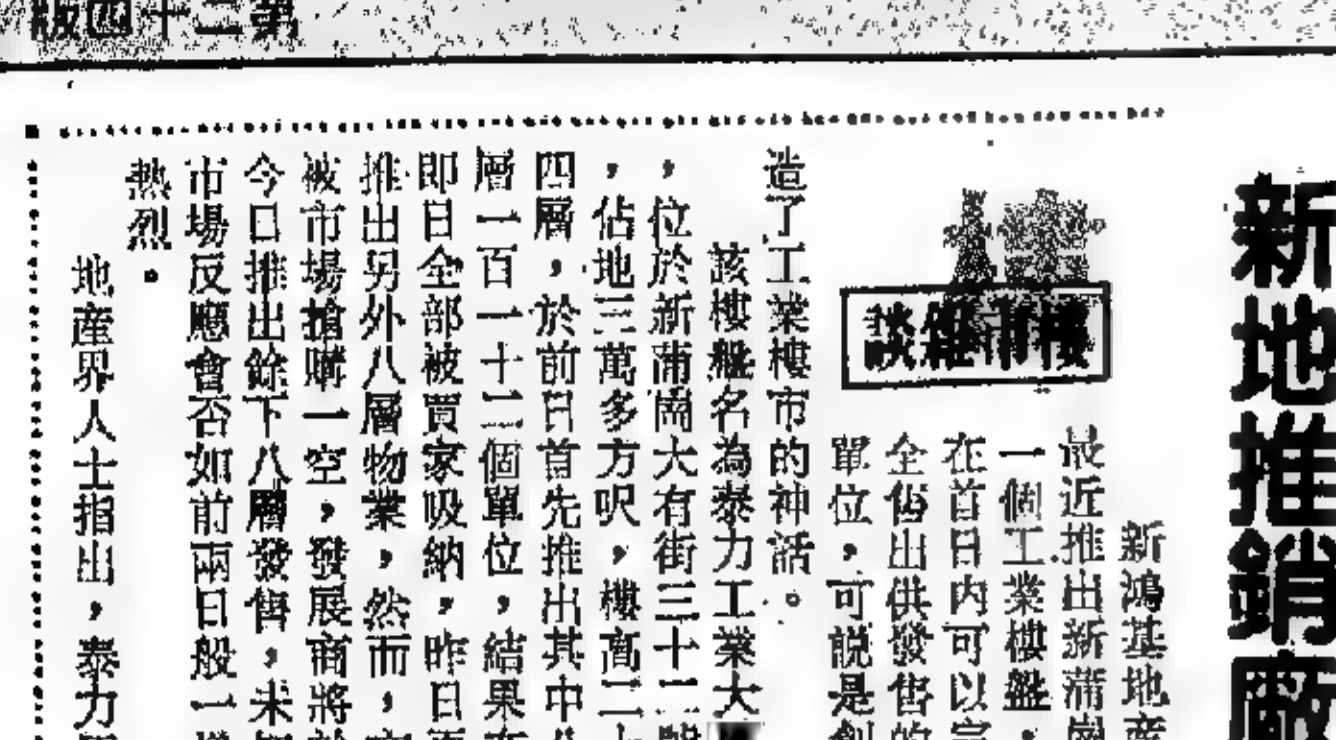 第二十四版
新地推銷廠
樓市雜談
新鴻基地產
最近推出新蒲崗
一個工業樓盤，
在首日內可以完
全售出供發售的
單位，可說是創
造了工業樓市的神話。
該樓盤名為泰力工業大
，位於新蒲崗大有街三十二號
，佔地三萬多方呎，樓高二十
四層，於前日首先推出其中八
層一百一十二個單位，結果在
即日全部被買家吸納，昨日再
推出另外八層物業，然而，
被市場搶購一空，發展商將於
今日推出餘下八層發售，未知
市場反應會否如前兩日般一樣
熱烈。
地產界人士指出，泰力